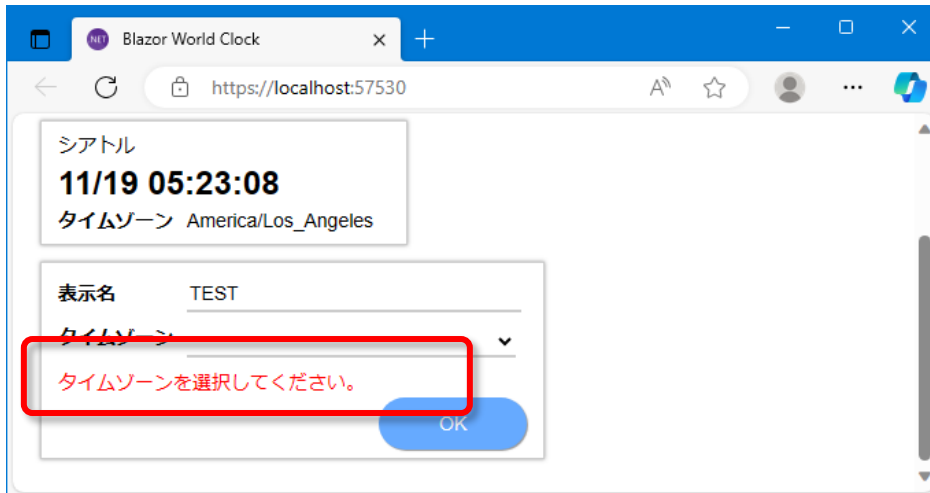 NET Blazor World Clock
https://localhost:57530
シアトル
11/19 05:23:08
タイムゾーン America/Los_Angeles
表示名 TEST
タイムゾーン
タイムゾーンを選択してください。
OK